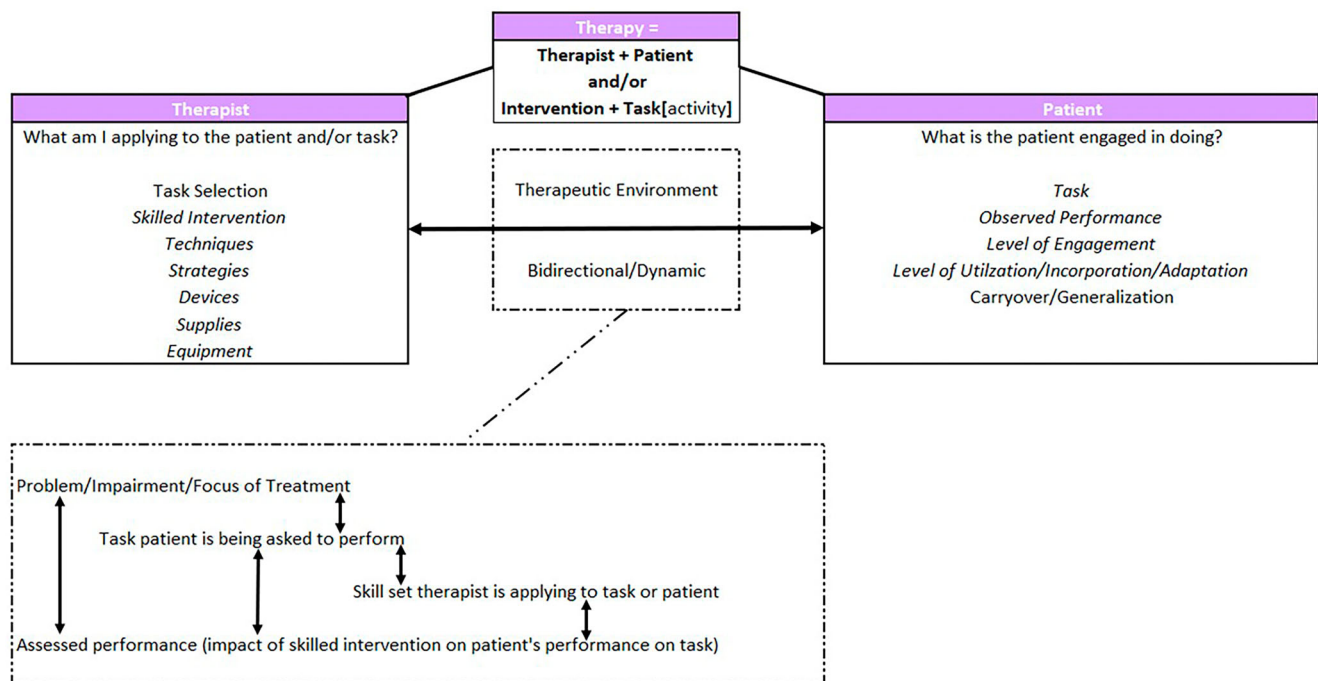 Therapy =
Therapist + Patient
and/or
Intervention + Task[activity]
Therapist
What am I applying to the patient and/or task?
Task Selection
Skilled Intervention
Techniques
Strategies
Devices
Supplies
Equipment
Therapeutic Environment
Bidirectional/Dynamic
Patient
What is the patient engaged in doing?
Task
Observed Performance
Level of Engagement
Level of Utilzation/Incorporation/Adaptation
Carryover/Generalization
Problem/Impairment/Focus of Treatment
Task patient is being asked to perform
Skill set therapist is applying to task or patient
Assessed performance (impact of skilled intervention on patient's performance on task)